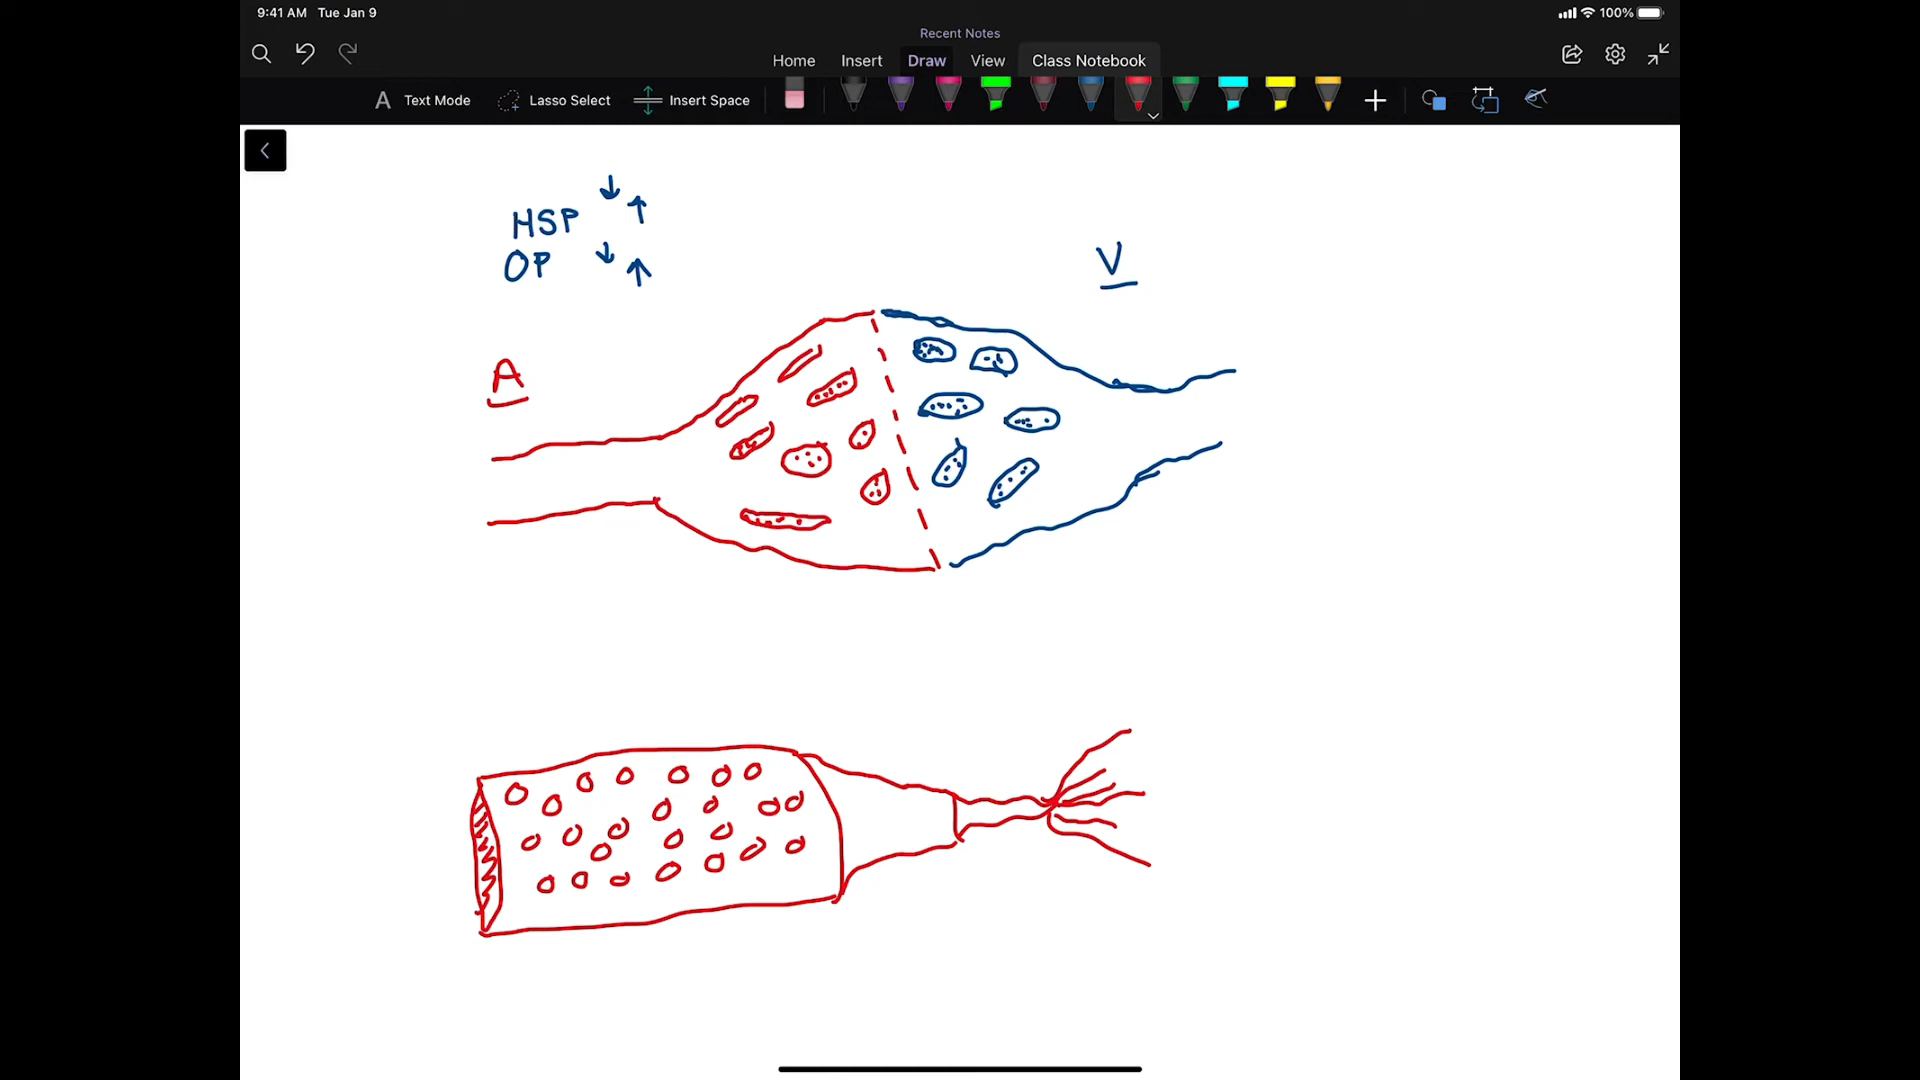 9:41 AM Tue Jan 9
100%
Recent Notes
Home Insert Draw View Class Notebook
A Text Mode Lasso Select Insert Space
HSP ↓ ↑
OP ↓ ↑
V
A